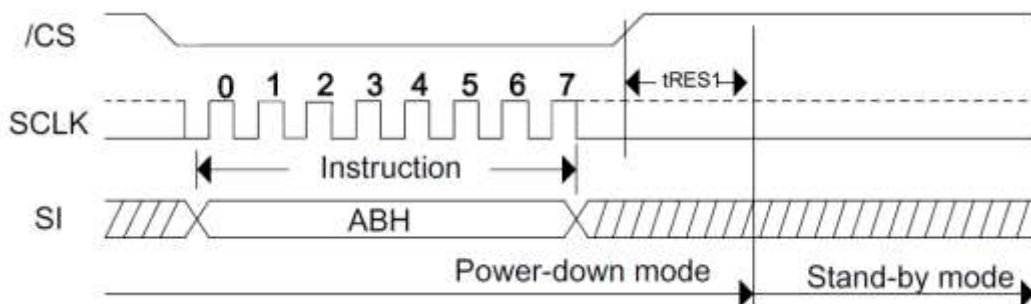 /CS
tRES1
0 1 2 3 4 5 6 7
SCLK
Instruction
SI
ABH
Power-down mode
Stand-by mode